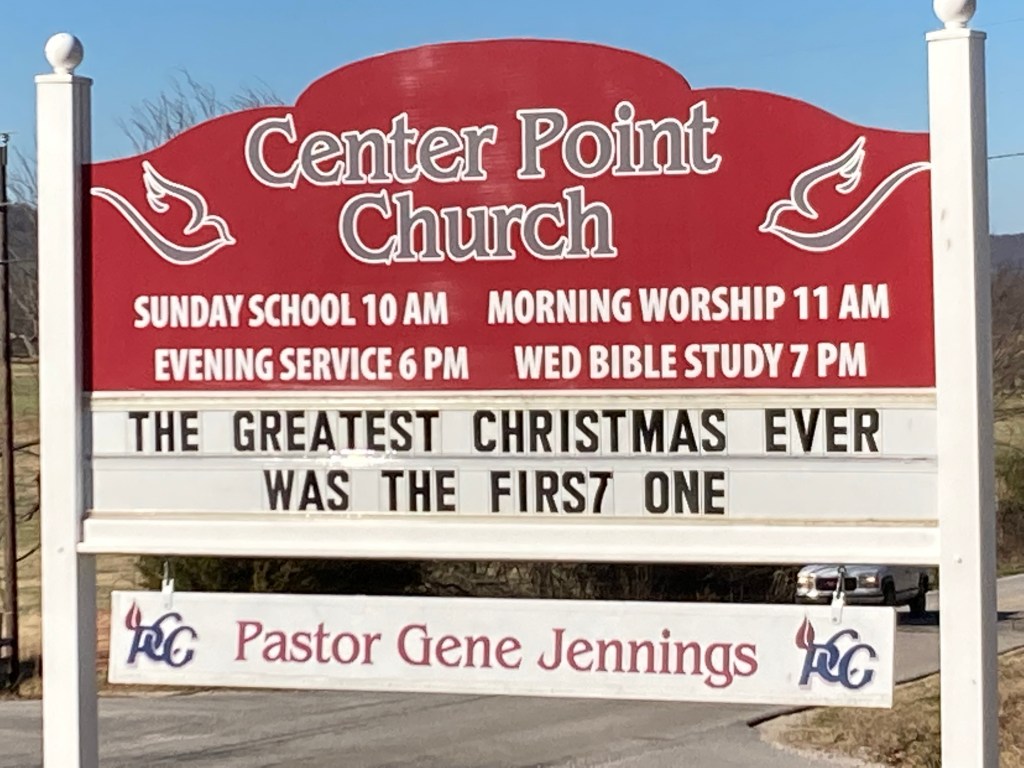 Center Point
Church
SUNDAY SCHOOL 10 AM MORNING WORSHIP 11 AM
EVENING SERVICE 6 PM WED BIBLE STUDY 7 PM
THE GREATEST CHRISTMAS EVER
WAS THE FIRS7 ONE
PCG Pastor Gene Jennings PCG